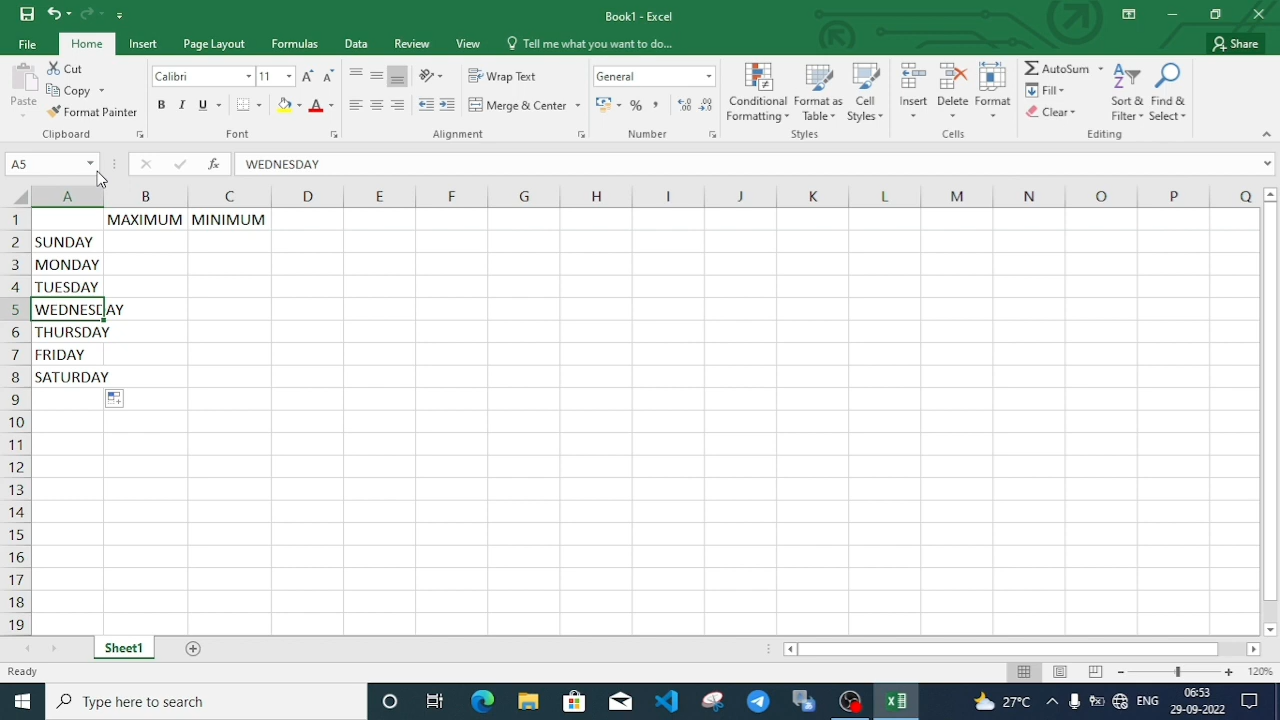 Book1 - Excel
File Home Insert Page Layout Formulas Data Review View Tell me what you want to do... Share
Paste Cut Copy Format Painter Clipboard
Calibri 11 B I U A Font
Wrap Text Merge & Center Alignment
General % , Number
Conditional Formatting Format as Table Cell Styles Styles
Insert Delete Format Cells
AutoSum Fill Clear Sort & Filter Find & Select Editing
A5 fx WEDNESDAY
A B C D E F G H I J K L M N O P Q
1 MAXIMUM MINIMUM
2 SUNDAY
3 MONDAY
4 TUESDAY
5 WEDNESDAY
6 THURSDAY
7 FRIDAY
8 SATURDAY
9
10
11
12
13
14
15
16
17
18
19
Sheet1
Ready 120%
Type here to search 27°C ENG 06:53
29-09-2022